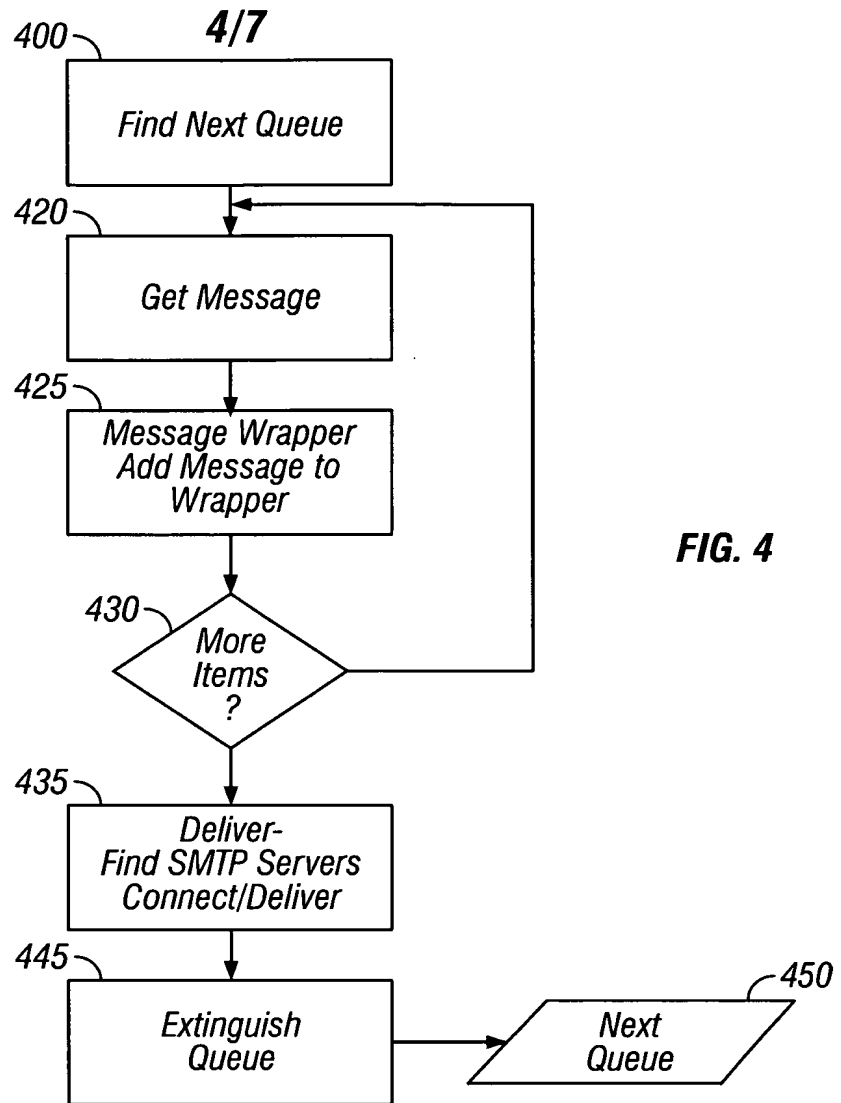 4/7
400
Find Next Queue
420
Get Message
425
Message Wrapper
Add Message to
Wrapper
FIG. 4
430
More
Items
?
435
Deliver-
Find SMTP Servers
Connect/Deliver
445
Extinguish
Queue
450
Next
Queue